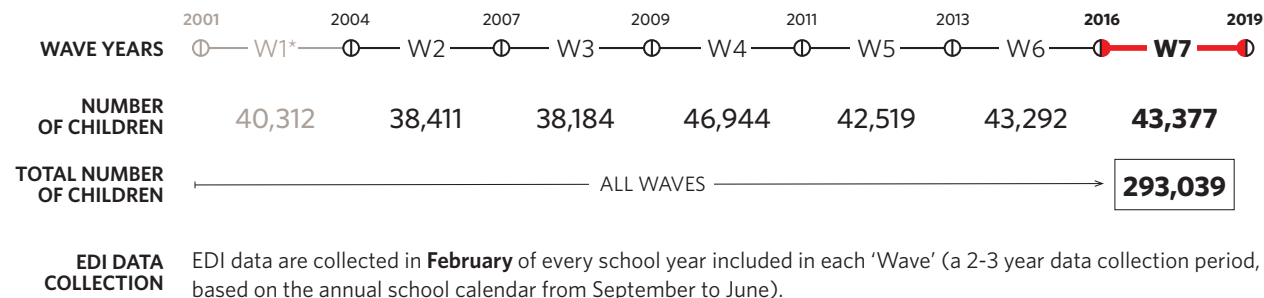 2001 2004 2007 2009 2011 2013 2016 2019
WAVE YEARS W1* W2 W3 W4 W5 W6 W7
NUMBER
OF CHILDREN 40,312 38,411 38,184 46,944 42,519 43,292 43,377
TOTAL NUMBER
OF CHILDREN ALL WAVES 293,039
EDI DATA
COLLECTION
EDI data are collected in February of every school year included in each ‘Wave’ (a 2-3 year data collection period,
based on the annual school calendar from September to June).